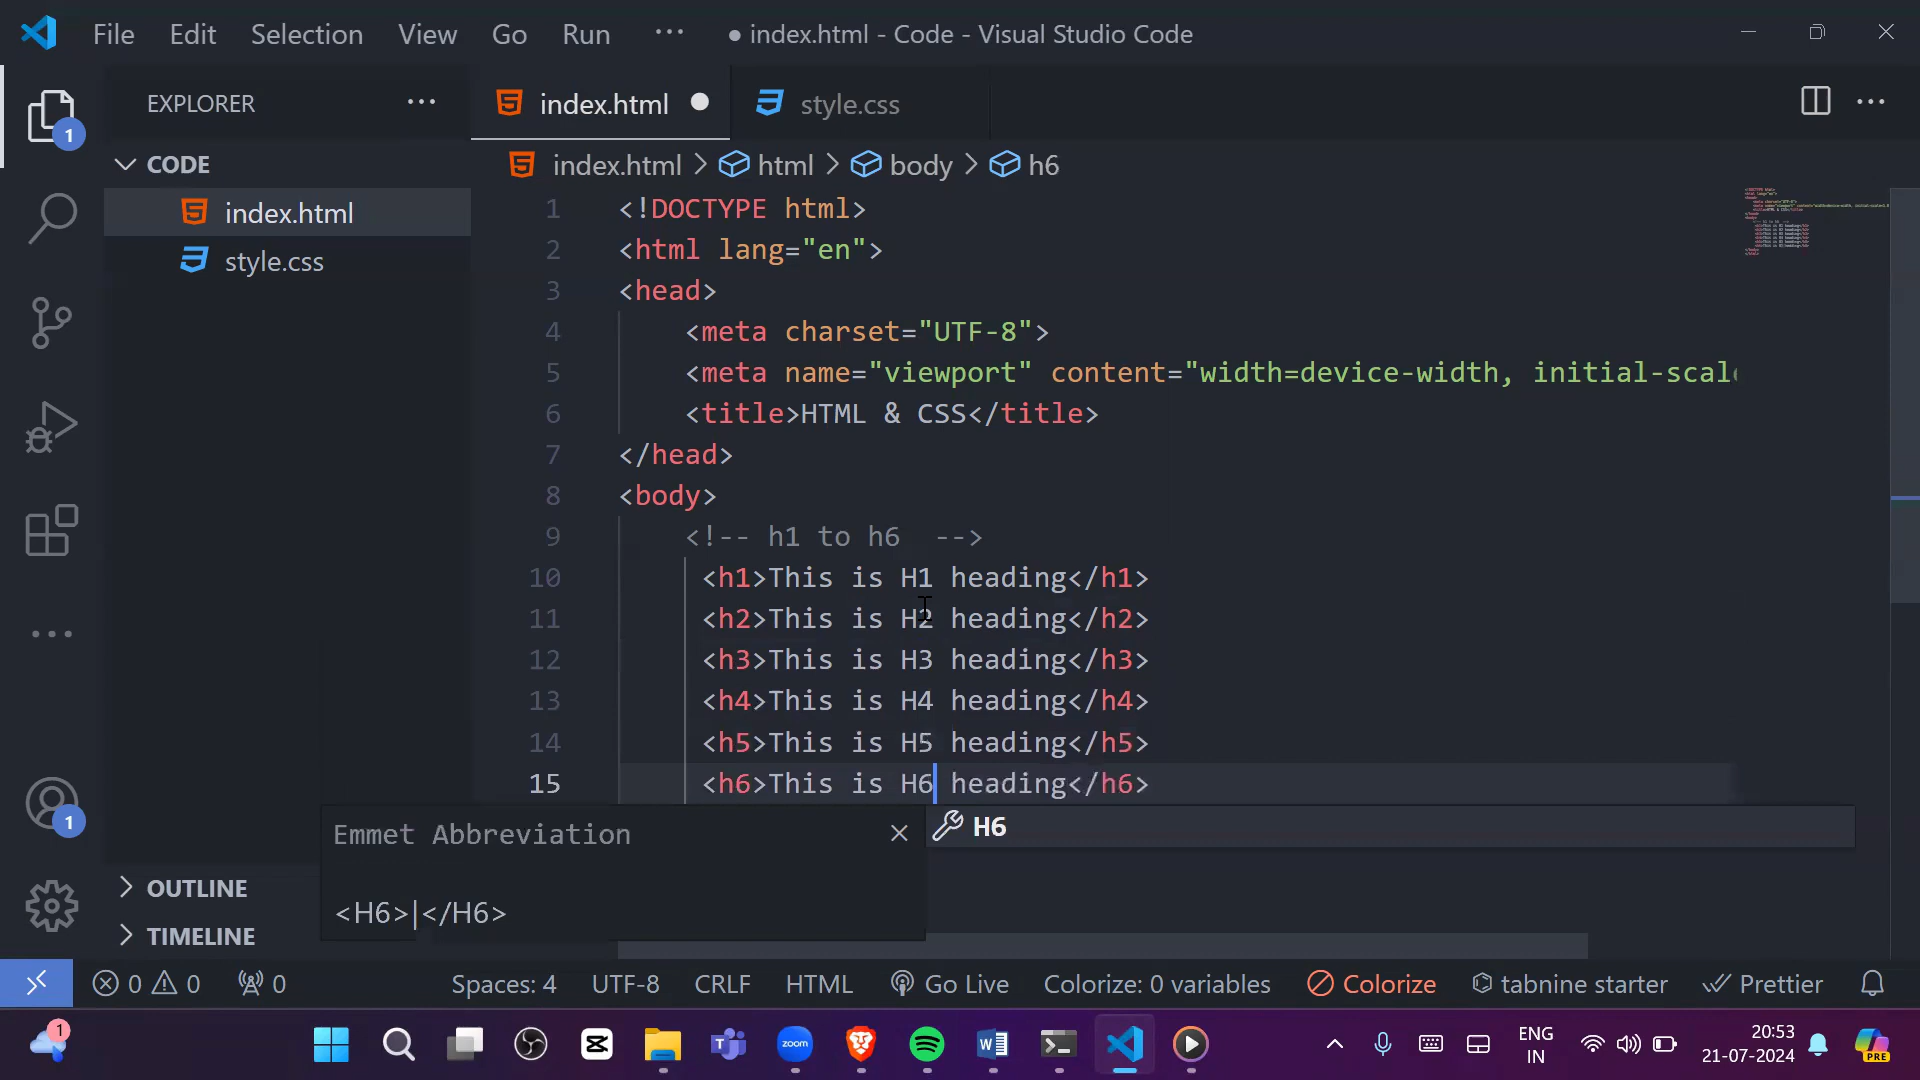 File Edit Selection View Go Run ··· ● index.html - Code - Visual Studio Code
EXPLORER ···
index.html ● style.css
CODE
index.html
style.css
index.html > html > body > h6
1 <!DOCTYPE html>
2 <html lang="en">
3 <head>
4 <meta charset="UTF-8">
5 <meta name="viewport" content="width=device-width, initial-scal
6 <title>HTML & CSS</title>
7 </head>
8 <body>
9 <!-- h1 to h6  -->
10 <h1>This is H1 heading</h1>
11 <h2>This is H2 heading</h2>
12 <h3>This is H3 heading</h3>
13 <h4>This is H4 heading</h4>
14 <h5>This is H5 heading</h5>
15 <h6>This is H6 heading</h6>
Emmet Abbreviation
H6
<H6>|</H6>
1
1
OUTLINE
TIMELINE
0 0 0 Spaces: 4 UTF-8 CRLF HTML Go Live Colorize: 0 variables Colorize tabnine starter Prettier
1
zoom
W
ENG
IN
20:53
21-07-2024
PRE